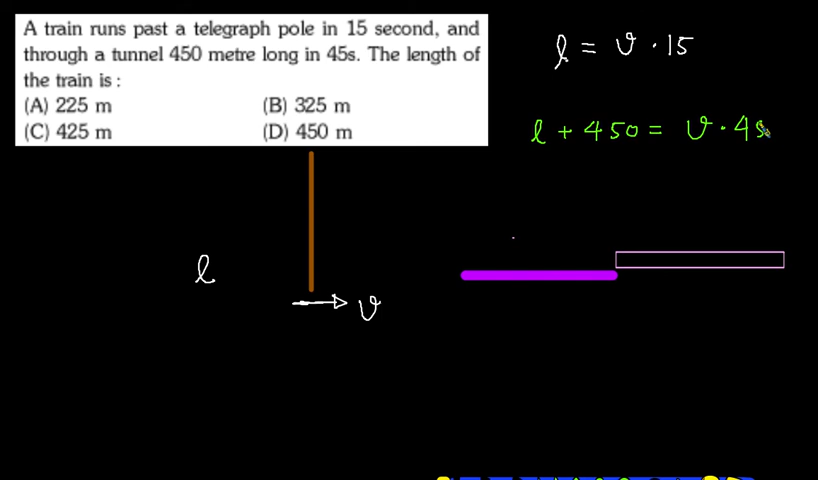 A train runs past a telegraph pole in 15 second, and
through a tunnel 450 metre long in 45s. The length of
the train is :
(A) 225 m (B) 325 m
(C) 425 m (D) 450 m
l = v · 15
l + 450 = v · 45
l
v